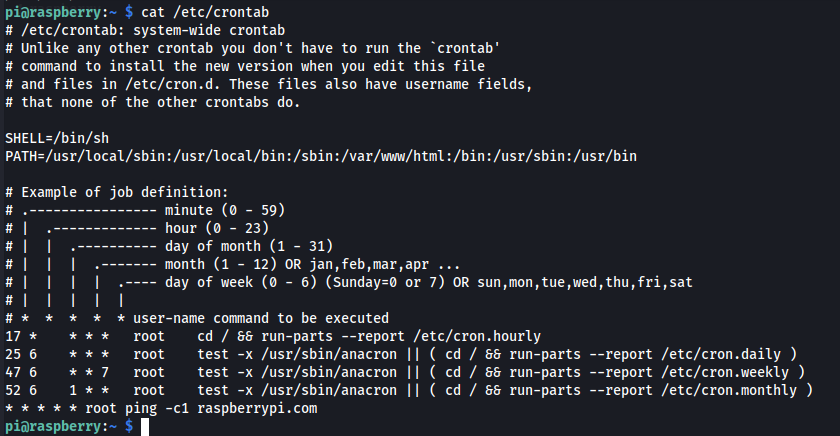 pi@raspberry:~ $ cat /etc/crontab
# /etc/crontab: system-wide crontab
# Unlike any other crontab you don't have to run the `crontab'
# command to install the new version when you edit this file
# and files in /etc/cron.d. These files also have username fields,
# that none of the other crontabs do.

SHELL=/bin/sh
PATH=/usr/local/sbin:/usr/local/bin:/sbin:/var/www/html:/bin:/usr/sbin:/usr/bin

# Example of job definition:
# .---------------- minute (0 - 59)
# |  .------------- hour (0 - 23)
# |  |  .---------- day of month (1 - 31)
# |  |  |  .------- month (1 - 12) OR jan,feb,mar,apr ...
# |  |  |  |  .---- day of week (0 - 6) (Sunday=0 or 7) OR sun,mon,tue,wed,thu,fri,sat
# |  |  |  |  |
# *  *  *  *  * user-name command to be executed
17 *    * * *   root    cd / && run-parts --report /etc/cron.hourly
25 6    * * *   root    test -x /usr/sbin/anacron || ( cd / && run-parts --report /etc/cron.daily )
47 6    * * 7   root    test -x /usr/sbin/anacron || ( cd / && run-parts --report /etc/cron.weekly )
52 6    1 * *   root    test -x /usr/sbin/anacron || ( cd / && run-parts --report /etc/cron.monthly )
* * * * * root ping -c1 raspberrypi.com
pi@raspberry:~ $